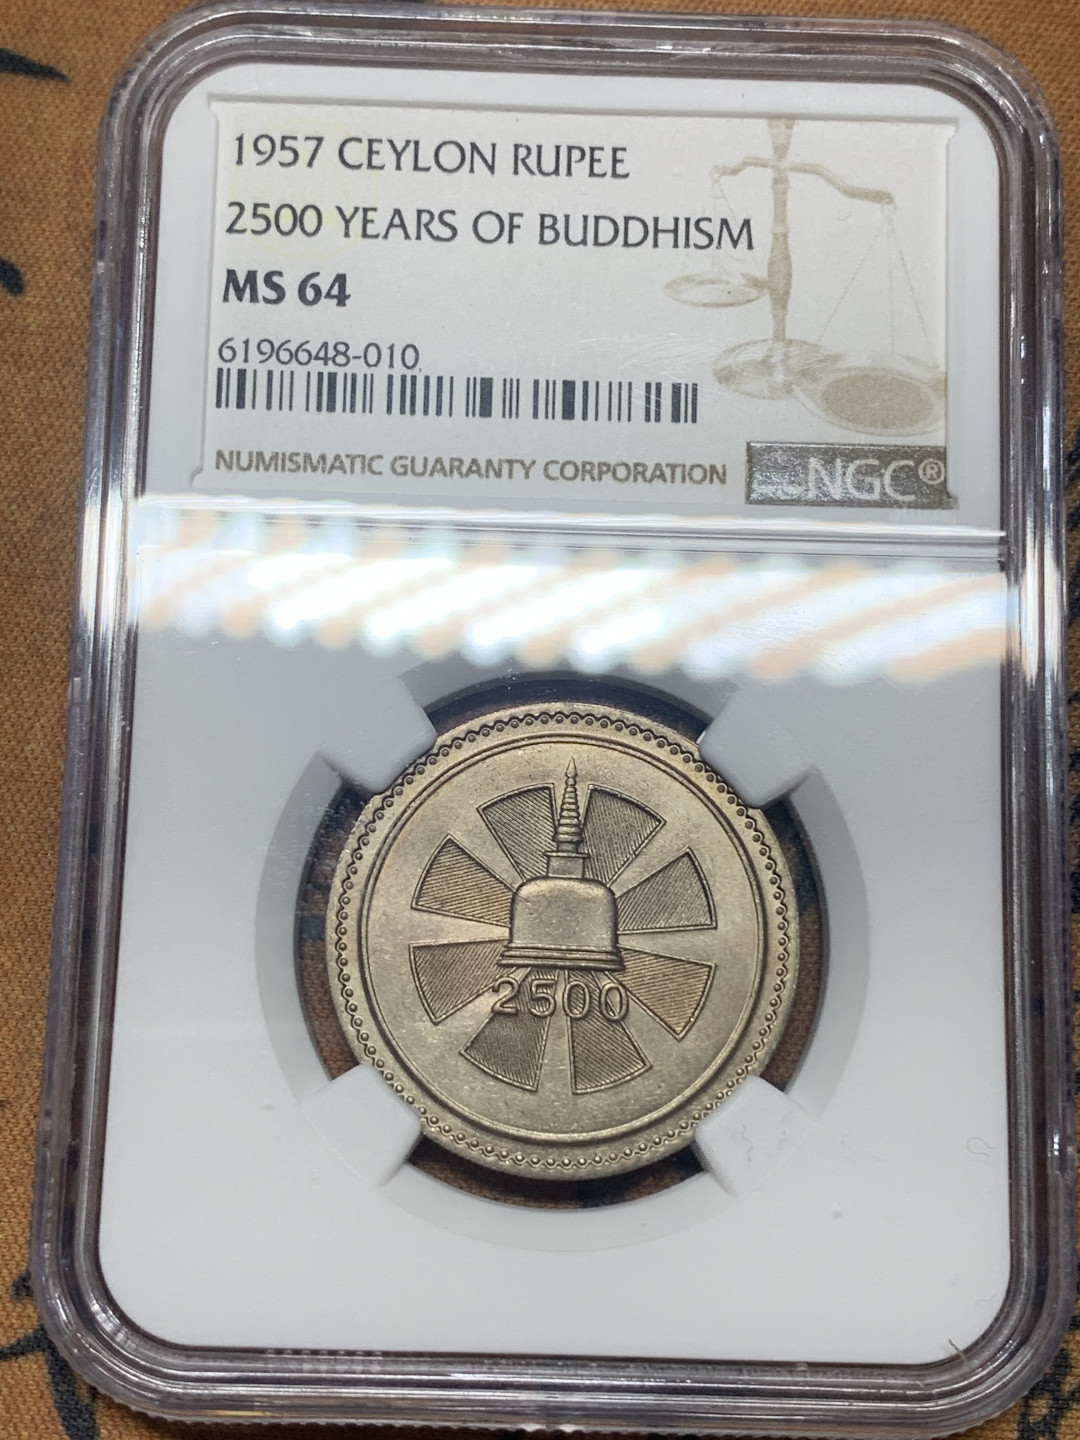 1957 CEYLON RUPEE
2500 YEARS OF BUDDHISM
MS 64
6196648-010
NUMISMATIC GUARANTY CORPORATION
NGC®
2500